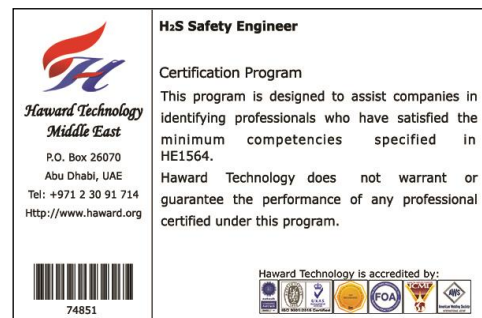 Haward Technology
Middle East
P.O. Box 26070
Abu Dhabi, UAE
Tel: +971 2 30 91 714
Http://www.haward.org
74851
H2S Safety Engineer
Certification Program
This program is designed to assist companies in
identifying professionals who have satisfied the
minimum competencies specified in
HE1564.
Haward Technology does not warrant or
guarantee the performance of any professional
certified under this program.
Haward Technology is accredited by:
FOA
AWS